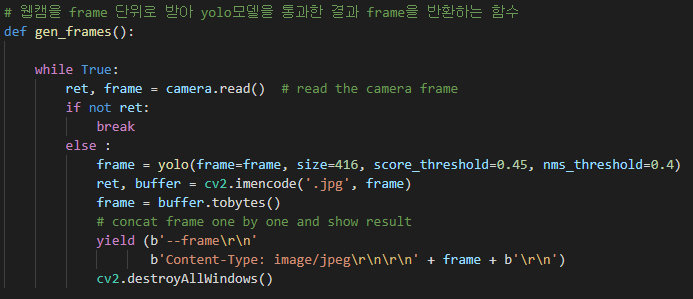 # 웹캠을 frame 단위로 받아 yolo모델을 통과한 결과 frame을 반환하는 함수
def gen_frames():
    while True:
        ret, frame = camera.read()  # read the camera frame
        if not ret:
            break
        else :
            frame = yolo(frame=frame, size=416, score_threshold=0.45, nms_threshold=0.4)
            ret, buffer = cv2.imencode('.jpg', frame)
            frame = buffer.tobytes()
            # concat frame one by one and show result
            yield (b'--frame\r\n'
                   b'Content-Type: image/jpeg\r\n\r\n' + frame + b'\r\n')
            cv2.destroyAllWindows()